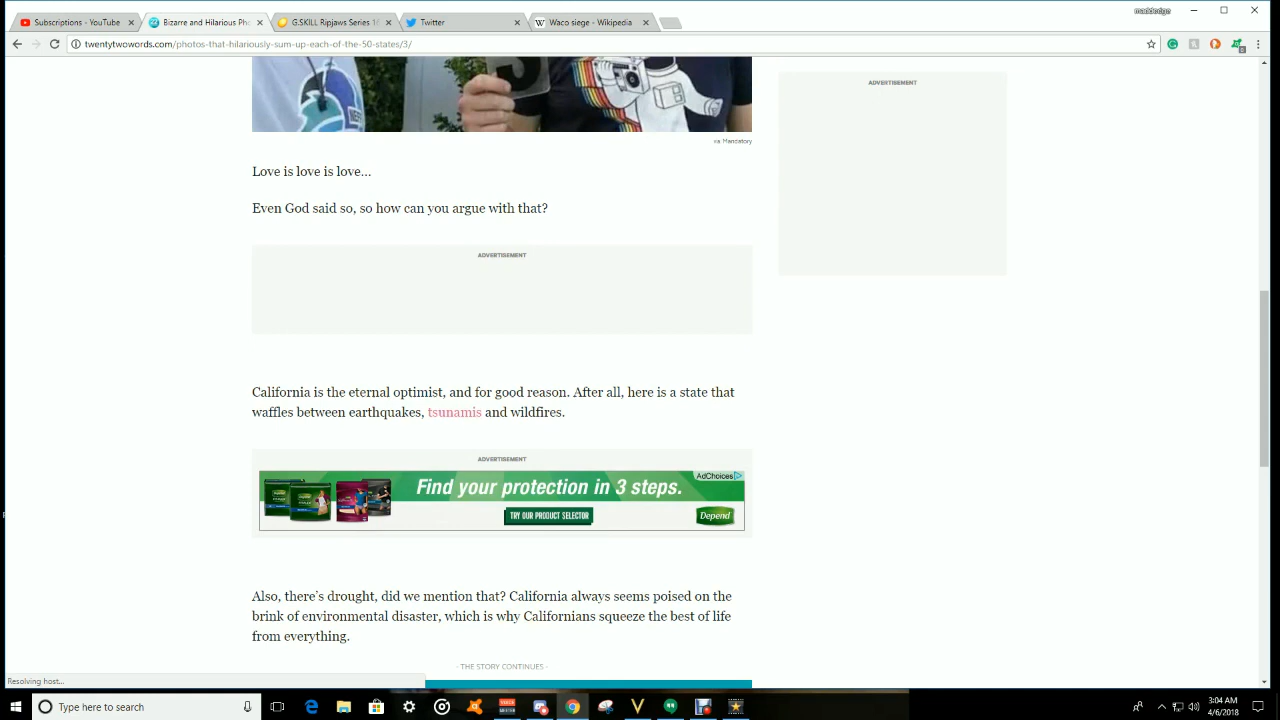 Subscriptions - YouTube
Bizarre and Hilarious Ph
G.SKILL Ripjaws Series 1
Twitter
Waco siege - Wikipedia
twentytwowords.com/photos-that-hilariously-sum-up-each-of-the-50-states/3/
ADVERTISEMENT
via Mandatory
Love is love is love...
Even God said so, so how can you argue with that?
ADVERTISEMENT
California is the eternal optimist, and for good reason. After all, here is a state that
waffles between earthquakes, tsunamis and wildfires.
ADVERTISEMENT
AdChoices
Find your protection in 3 steps.
TRY OUR PRODUCT SELECTOR
Depend
Also, there's drought, did we mention that? California always seems poised on the
brink of environmental disaster, which is why Californians squeeze the best of life
from everything.
- THE STORY CONTINUES -
Resolving host...
Type here to search
3:04 AM
4/6/2018